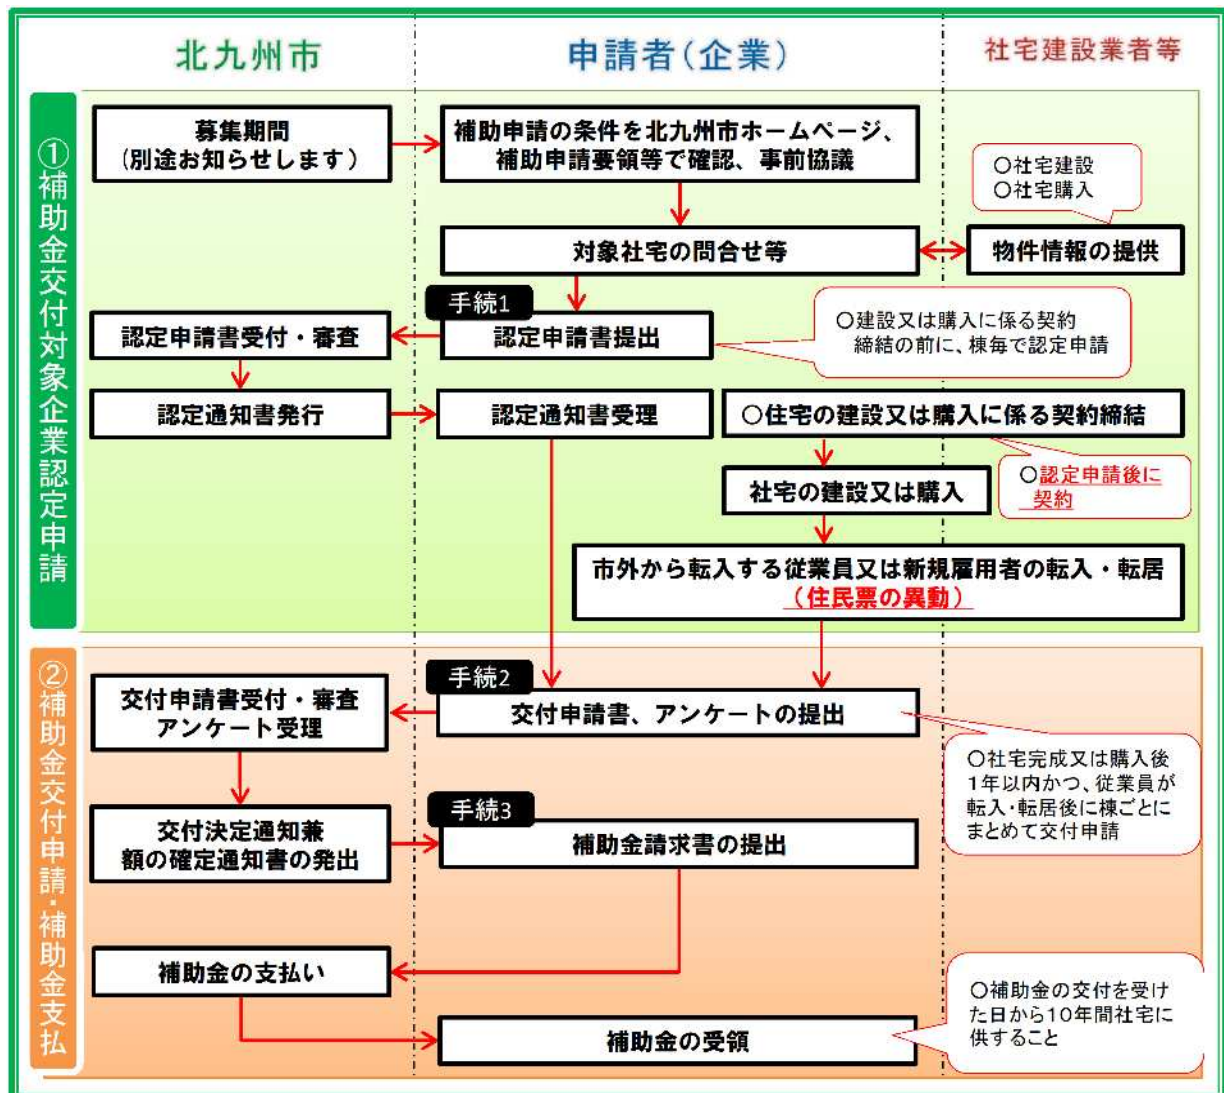 北九州市
申請者(企業)
社宅建設業者等
①補助金交付対象企業認定申請
募集期間
(別途お知らせします)
補助申請の条件を北九州市ホームページ、
補助申請要領等で確認、事前協議
○社宅建設
○社宅購入
対象社宅の問合せ等
物件情報の提供
手続1
認定申請書受付・審査
認定申請書提出
○建設又は購入に係る契約
締結の前に、棟毎で認定申請
認定通知書発行
認定通知書受理
○住宅の建設又は購入に係る契約締結
社宅の建設又は購入
○認定申請後に
契約
市外から転入する従業員又は新規雇用者の転入・転居
(住民票の異動)
②補助金交付申請・補助金支払
手続2
交付申請書受付・審査
アンケート受理
交付申請書、アンケートの提出
○社宅完成又は購入後
1年以内かつ、従業員が
転入・転居後に棟ごとに
まとめて交付申請
手続3
交付決定通知兼
額の確定通知書の発出
補助金請求書の提出
補助金の支払い
○補助金の交付を受け
た日から10年間社宅に
供すること
補助金の受領